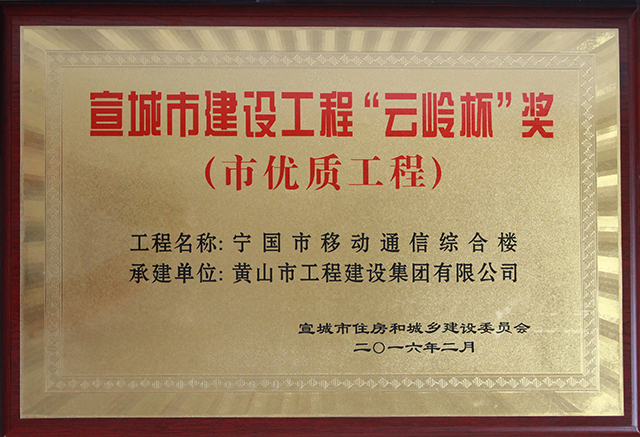 宣城市建设工程“云岭杯”奖
(市优质工程)
工程名称:宁国市移动通信综合楼
承建单位:黄山市工程建设集团有限公司
宣城市住房和城乡建设委员会
二〇一六年二月